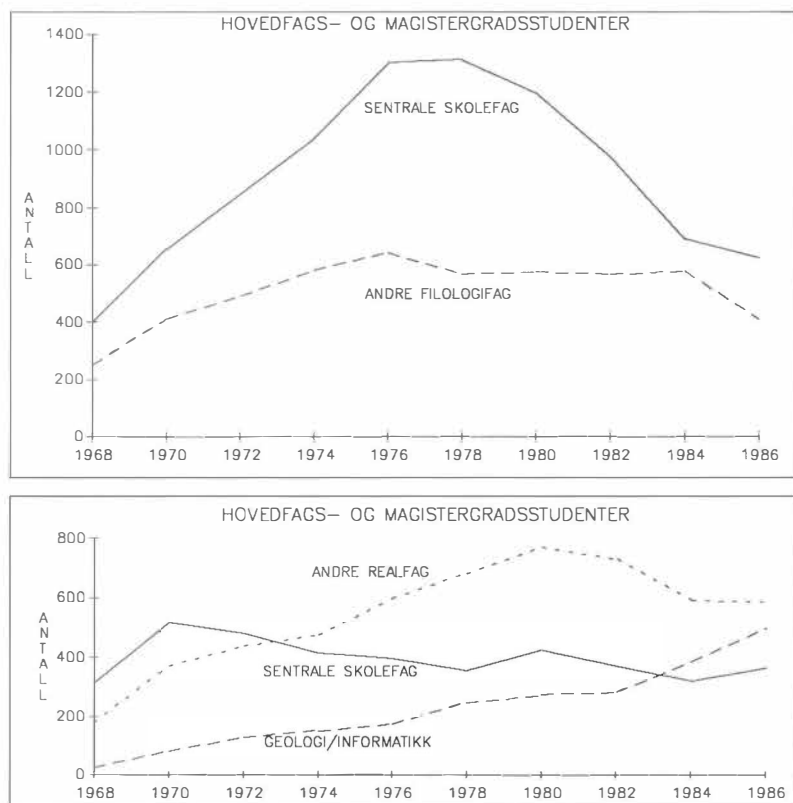 HOVEDFAGS- OG MAGISTERGRADSSTUDENTER
1400
1200
1000
800
600
400
200
0
ANTALL
SENTRALE SKOLEFAG
ANDRE FILOLOGIFAG
1968 1970 1972 1974 1976 1978 1980 1982 1984 1986
HOVEDFAGS- OG MAGISTERGRADSSTUDENTER
800
600
400
200
0
ANTALL
ANDRE REALFAG
SENTRALE SKOLEFAG
GEOLOGI/INFORMATIKK
1968 1970 1972 1974 1976 1978 1980 1982 1984 1986